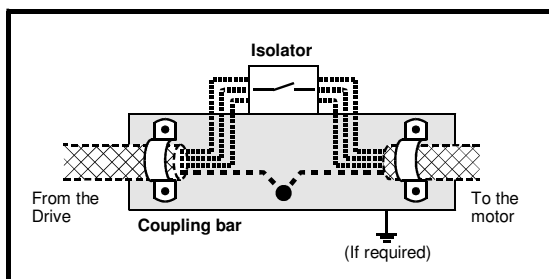 Isolator
From the
Drive
Coupling bar
To the
motor
(If required)